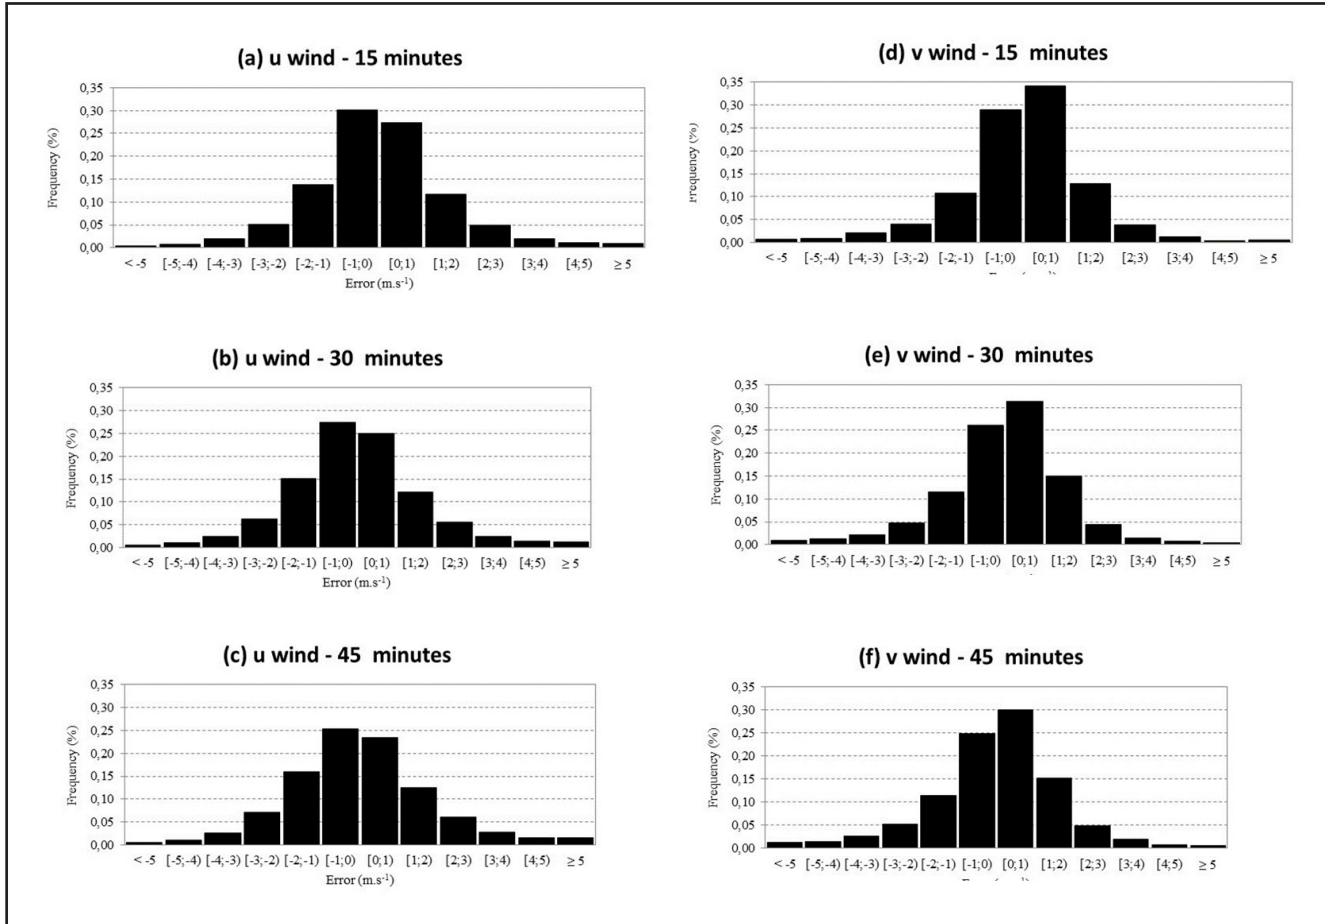 (a) u wind - 15 minutes
0,35
0,30
0,25
0,20
0,15
0,10
0,05
0,00
Frequency (%)
< -5 [-5;-4) [-4;-3) [-3;-2) [-2;-1) [-1;0) [0;1) [1;2) [2;3) [3;4) [4;5) ≥ 5
Error (m.s⁻¹)
(d) v wind - 15 minutes
0,35
0,30
0,25
0,20
0,15
0,10
0,05
0,00
Frequency (%)
< -5 [-5;-4) [-4;-3) [-3;-2) [-2;-1) [-1;0) [0;1) [1;2) [2;3) [3;4) [4;5) ≥ 5
(b) u wind - 30 minutes
0,35
0,30
0,25
0,20
0,15
0,10
0,05
0,00
Frequency (%)
< -5 [-5;-4) [-4;-3) [-3;-2) [-2;-1) [-1;0) [0;1) [1;2) [2;3) [3;4) [4;5) ≥ 5
Error (m.s⁻¹)
(e) v wind - 30 minutes
0,35
0,30
0,25
0,20
0,15
0,10
0,05
0,00
Frequency (%)
< -5 [-5;-4) [-4;-3) [-3;-2) [-2;-1) [-1;0) [0;1) [1;2) [2;3) [3;4) [4;5) ≥ 5
(c) u wind - 45 minutes
0,35
0,30
0,25
0,20
0,15
0,10
0,05
0,00
Frequency (%)
< -5 [-5;-4) [-4;-3) [-3;-2) [-2;-1) [-1;0) [0;1) [1;2) [2;3) [3;4) [4;5) ≥ 5
Error (m.s⁻¹)
(f) v wind - 45 minutes
0,35
0,30
0,25
0,20
0,15
0,10
0,05
0,00
Frequency (%)
< -5 [-5;-4) [-4;-3) [-3;-2) [-2;-1) [-1;0) [0;1) [1;2) [2;3) [3;4) [4;5) ≥ 5